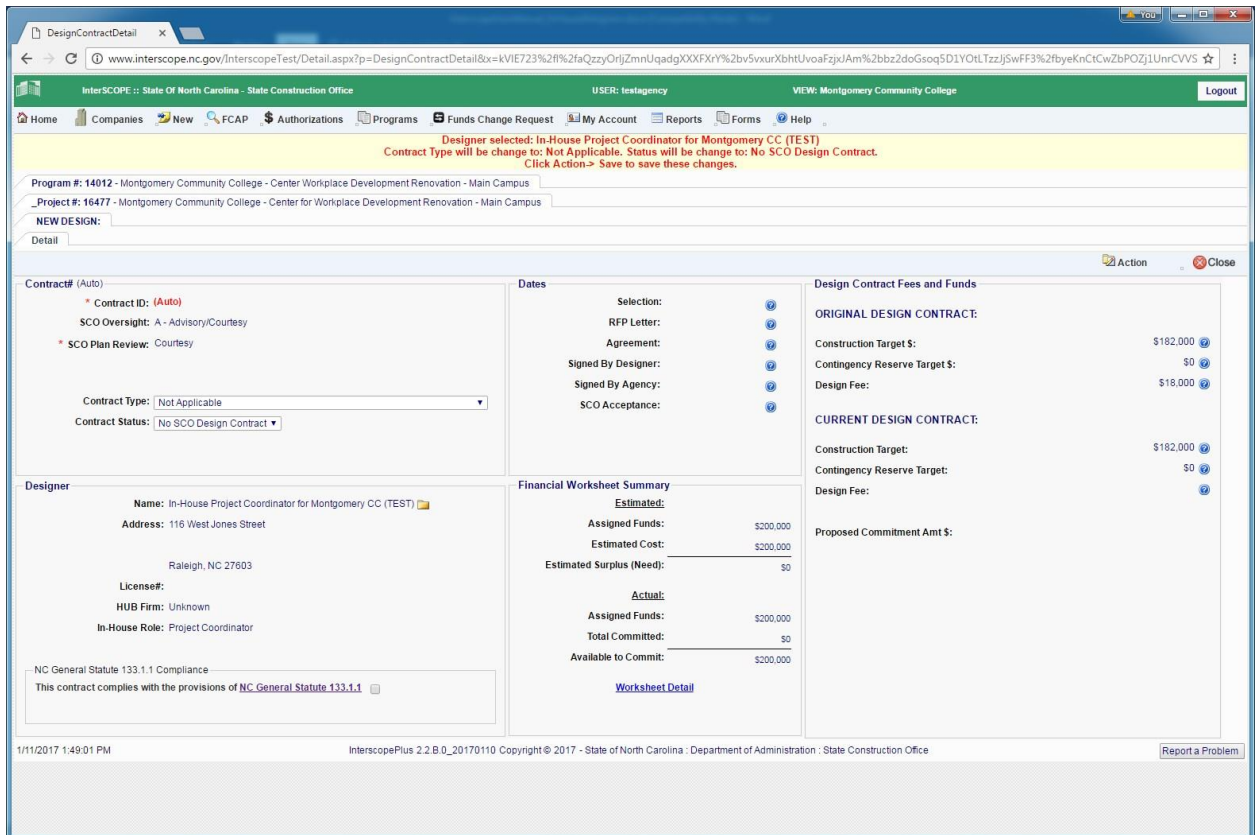 You
DesignContractDetail
www.interscope.nc.gov/InterscopeTest/Detail.aspx?p=DesignContractDetail&x=
InterSCOPE :: State Of North Carolina - State Construction Office USER: testagency VIEW: Montgomery Community College Logout
Home Companies New FCAP Authorizations Programs Funds Change Request My Account Reports Forms Help
Designer selected: In-House Project Coordinator for Montgomery CC (TEST)
Contract Type will be change to: Not Applicable. Status will be change to: No SCO Design Contract.
Click Action-> Save to save these changes.
Program #: 14012 - Montgomery Community College - Center Workplace Development Renovation - Main Campus
_Project #: 16477 - Montgomery Community College - Center for Workplace Development Renovation - Main Campus
NEW DESIGN:
Detail
Action Close
Contract# (Auto)
* Contract ID: (Auto)
SCO Oversight: A - Advisory/Courtesy
* SCO Plan Review: Courtesy
Contract Type: Not Applicable
Contract Status: No SCO Design Contract
Dates
Selection:
RFP Letter:
Agreement:
Signed By Designer:
Signed By Agency:
SCO Acceptance:
Design Contract Fees and Funds
ORIGINAL DESIGN CONTRACT:
Construction Target $: $182,000
Contingency Reserve Target $: $0
Design Fee: $18,000
CURRENT DESIGN CONTRACT:
Construction Target: $182,000
Contingency Reserve Target: $0
Design Fee:
Proposed Commitment Amt $:
Designer
Name: In-House Project Coordinator for Montgomery CC (TEST)
Address: 116 West Jones Street
Raleigh, NC 27603
License#:
HUB Firm: Unknown
In-House Role: Project Coordinator
NC General Statute 133.1.1 Compliance
This contract complies with the provisions of NC General Statute 133.1.1
Financial Worksheet Summary
Estimated:
Assigned Funds: $200,000
Estimated Cost: $200,000
Estimated Surplus (Need): $0
Actual:
Assigned Funds: $200,000
Total Committed: $0
Available to Commit: $200,000
Worksheet Detail
1/11/2017 1:49:01 PM InterscopePlus 2.2.B.0_20170110 Copyright © 2017 - State of North Carolina : Department of Administration : State Construction Office Report a Problem